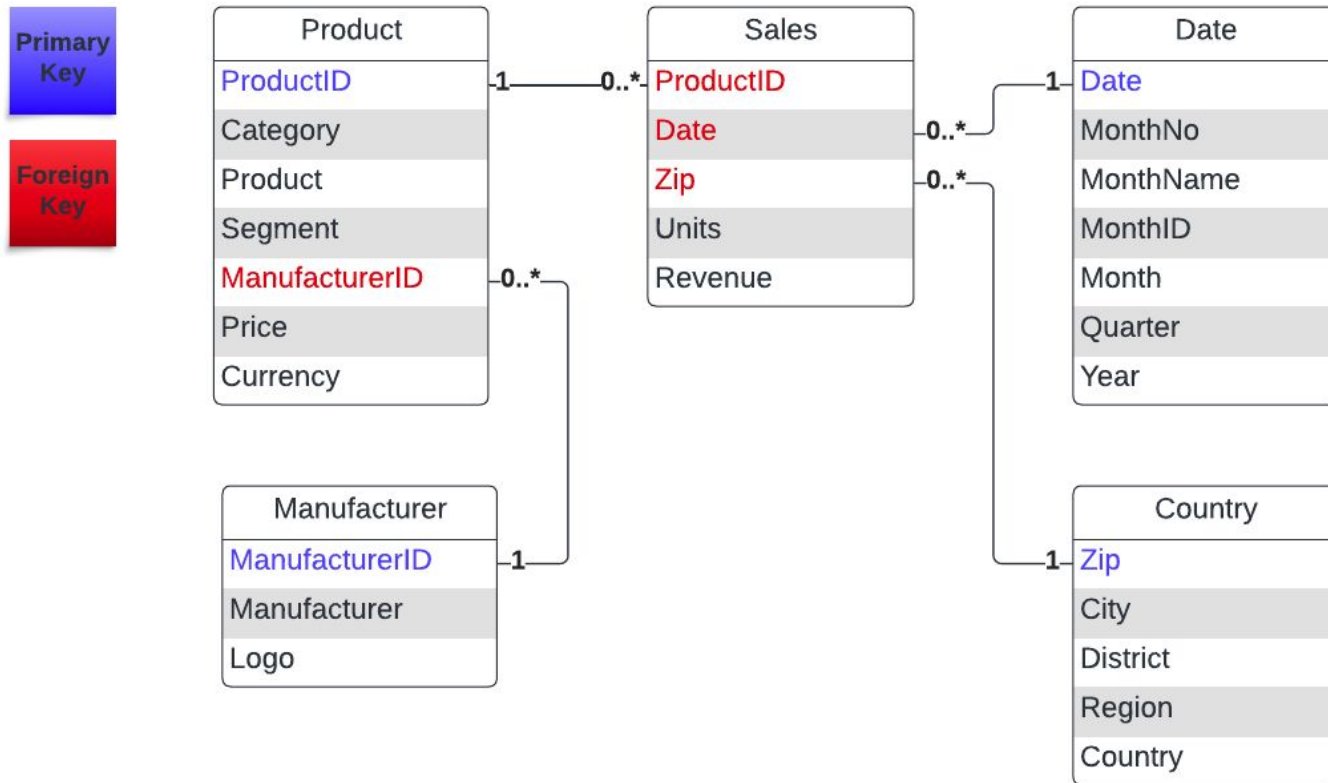 Primary
Key
Foreign
Key
Product
ProductID
Category
Product
Segment
ManufacturerID
Price
Currency
1
0..*
0..*
Sales
ProductID
Date
Zip
Units
Revenue
0..*
0..*
1
1
Date
Date
MonthNo
MonthName
MonthID
Month
Quarter
Year
Manufacturer
ManufacturerID
Manufacturer
Logo
1
Country
Zip
City
District
Region
Country